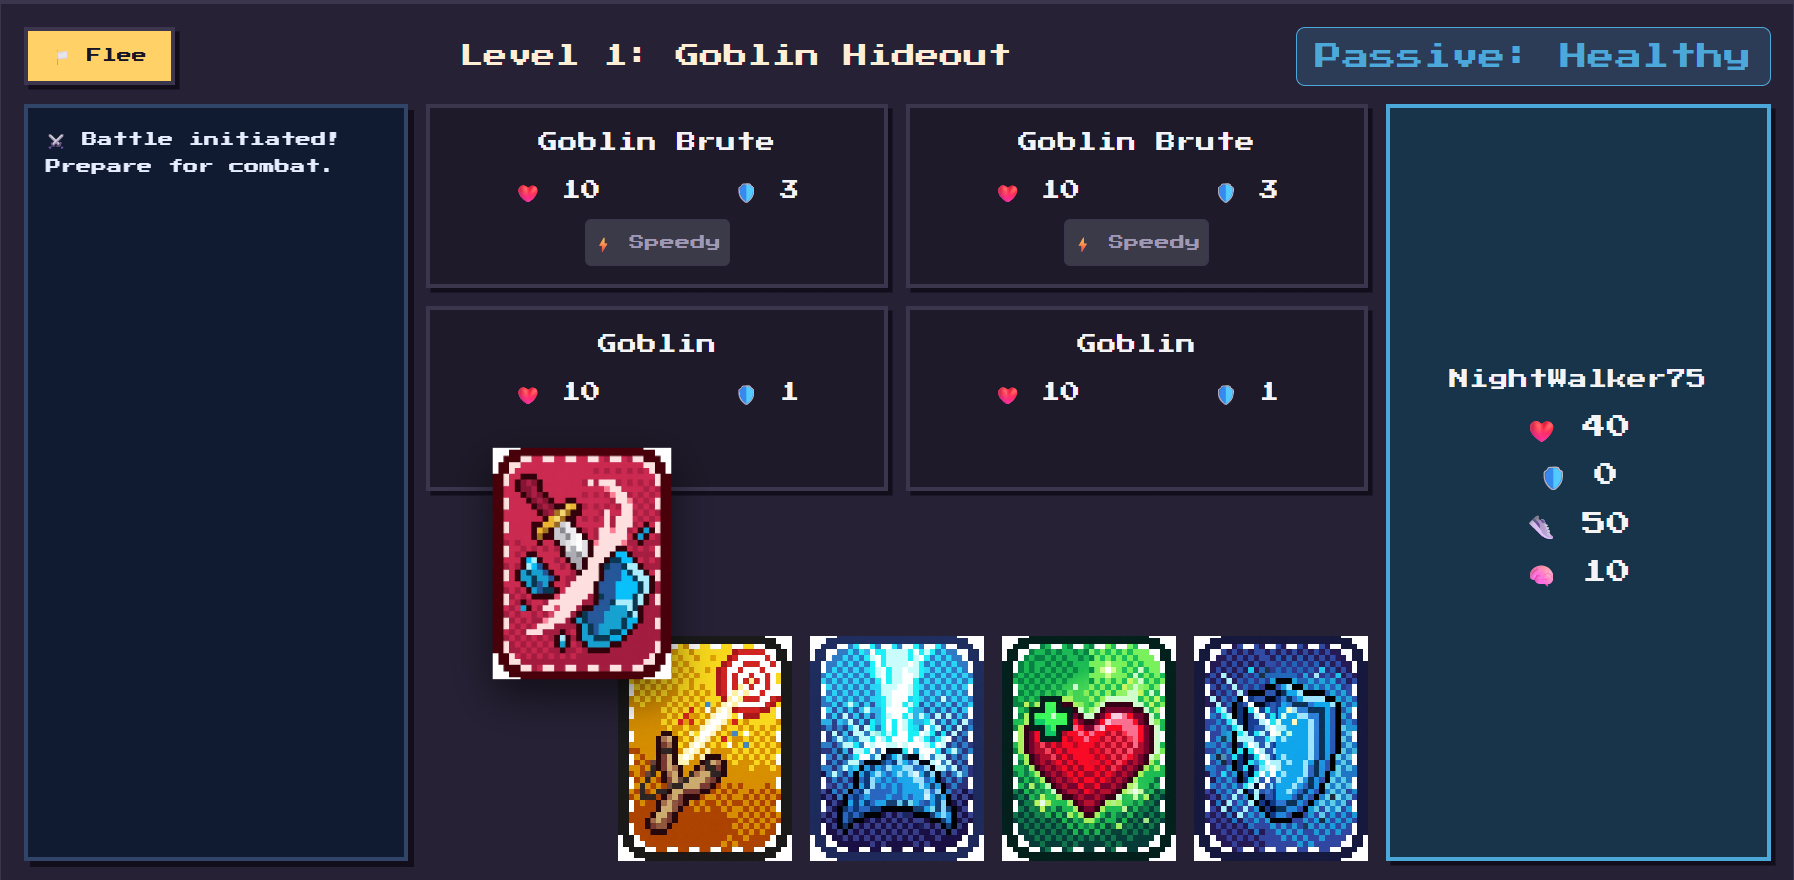 Flee
Level 1: Goblin Hideout
Passive: Healthy
Battle initiated!
Prepare for combat.
Goblin Brute
10 3
Speedy
Goblin Brute
10 3
Speedy
Goblin
10 1
Goblin
10 1
NightWalker75
40
0
50
10